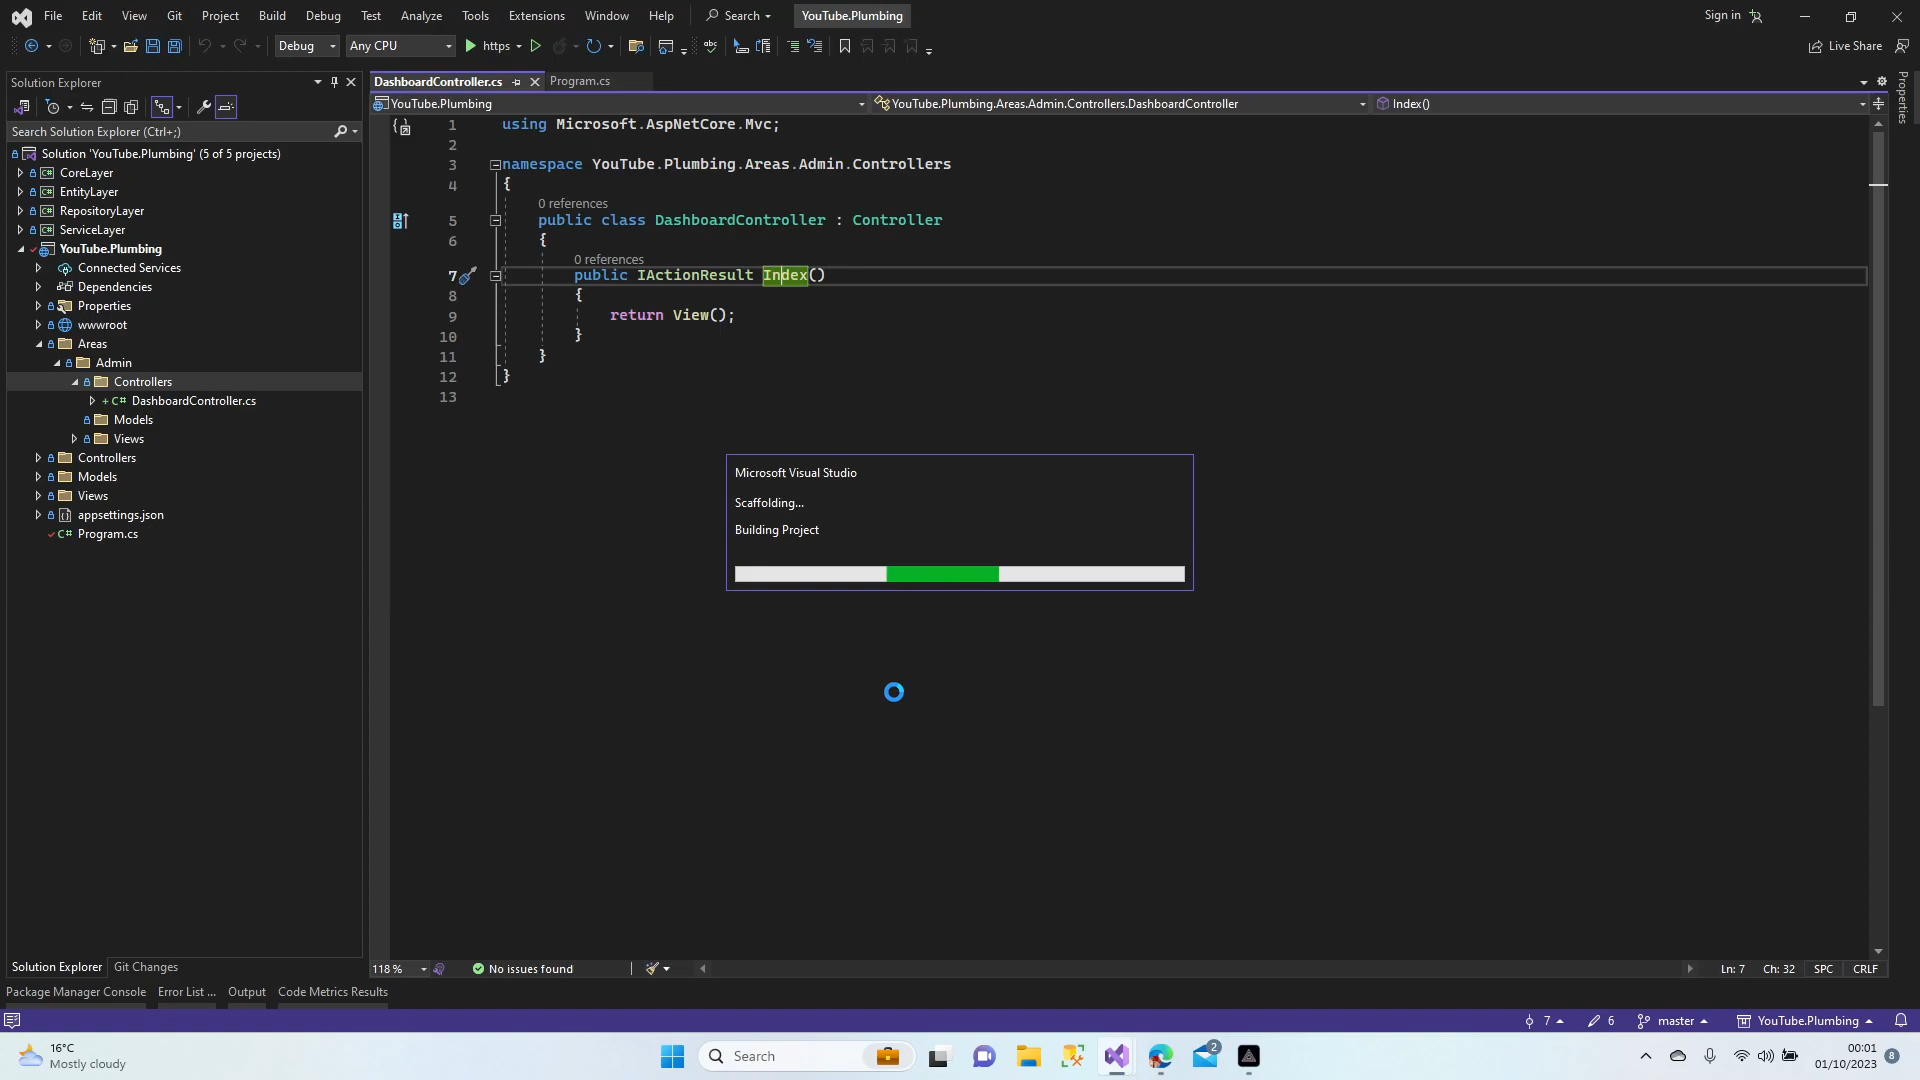 File Edit View Git Project Build Debug Test Analyze Tools Extensions Window Help Search YouTube.Plumbing Sign in
Debug Any CPU https Live Share
Solution Explorer
Search Solution Explorer (Ctrl+;)
Solution 'YouTube.Plumbing' (5 of 5 projects)
CoreLayer
EntityLayer
RepositoryLayer
ServiceLayer
YouTube.Plumbing
Connected Services
Dependencies
Properties
wwwroot
Areas
Admin
Controllers
DashboardController.cs
Models
Views
Controllers
Models
Views
appsettings.json
Program.cs
Solution Explorer Git Changes
DashboardController.cs Program.cs
YouTube.Plumbing YouTube.Plumbing.Areas.Admin.Controllers.DashboardController Index()
Properties
1 using Microsoft.AspNetCore.Mvc;
2
3 namespace YouTube.Plumbing.Areas.Admin.Controllers
4 {
0 references
5 public class DashboardController : Controller
6 {
0 references
7 public IActionResult Index()
8 {
9 return View();
10 }
11 }
12 }
13
Microsoft Visual Studio
Scaffolding...
Building Project
118 % No issues found Ln: 7 Ch: 32 SPC CRLF
Package Manager Console Error List ... Output Code Metrics Results
7 6 master YouTube.Plumbing
16°C
Mostly cloudy
Search
2
00:01
01/10/2023
8